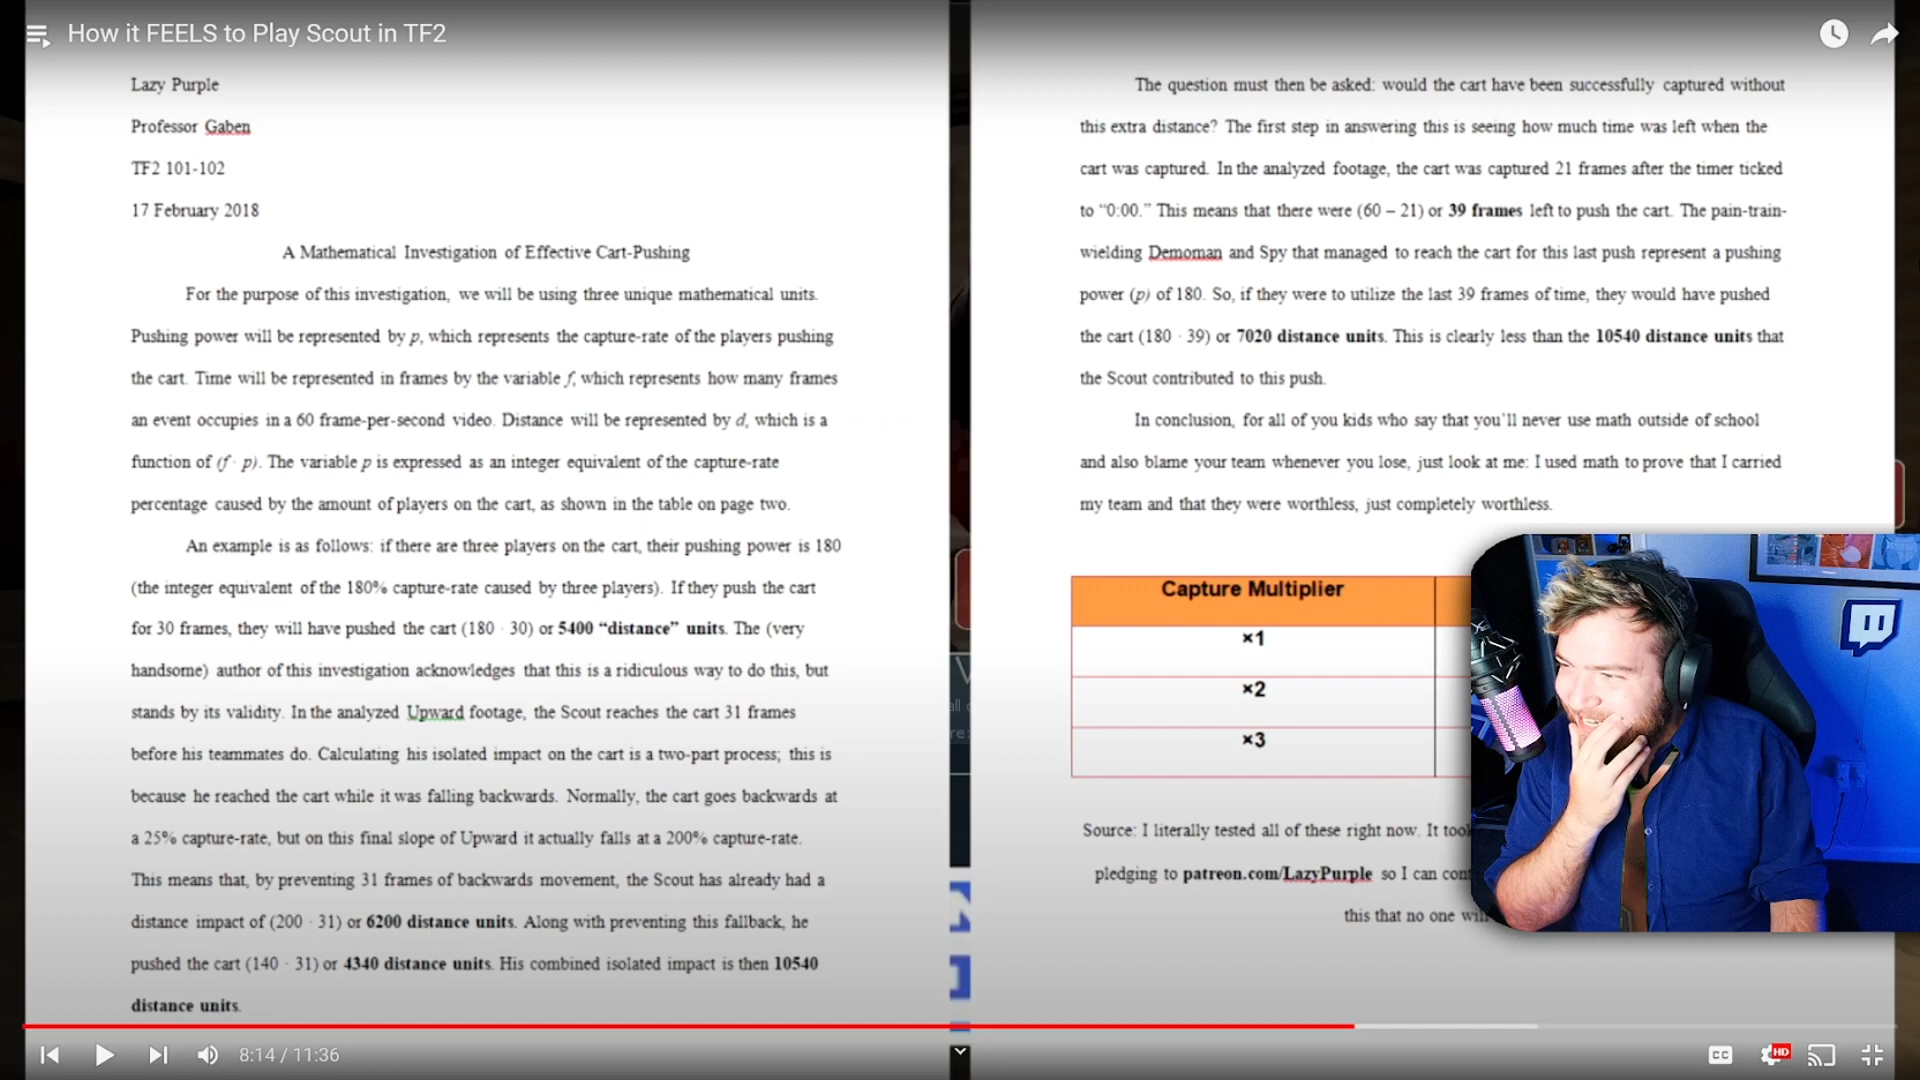 How it FEELS to Play Scout in TF2
Lazy Purple
Professor Gaben
TF2 101-102
17 February 2018
A Mathematical Investigation of Effective Cart-Pushing
For the purpose of this investigation, we will be using three unique mathematical units.
Pushing power will be represented by p, which represents the capture-rate of the players pushing
the cart. Time will be represented in frames by the variable f, which represents how many frames
an event occupies in a 60 frame-per-second video. Distance will be represented by d, which is a
function of (f · p). The variable p is expressed as an integer equivalent of the capture-rate
percentage caused by the amount of players on the cart, as shown in the table on page two.
An example is as follows: if there are three players on the cart, their pushing power is 180
(the integer equivalent of the 180% capture-rate caused by three players). If they push the cart
for 30 frames, they will have pushed the cart (180 · 30) or 5400 “distance” units. The (very
handsome) author of this investigation acknowledges that this is a ridiculous way to do this, but
stands by its validity. In the analyzed Upward footage, the Scout reaches the cart 31 frames
before his teammates do. Calculating his isolated impact on the cart is a two-part process; this is
because he reached the cart while it was falling backwards. Normally, the cart goes backwards at
a 25% capture-rate, but on this final slope of Upward it actually falls at a 200% capture-rate.
This means that, by preventing 31 frames of backwards movement, the Scout has already had a
distance impact of (200 · 31) or 6200 distance units. Along with preventing this fallback, he
pushed the cart (140 · 31) or 4340 distance units. His combined isolated impact is then 10540
distance units.
The question must then be asked: would the cart have been successfully captured without
this extra distance? The first step in answering this is seeing how much time was left when the
cart was captured. In the analyzed footage, the cart was captured 21 frames after the timer ticked
to “0:00.” This means that there were (60 – 21) or 39 frames left to push the cart. The pain-train-
wielding Demoman and Spy that managed to reach the cart for this last push represent a pushing
power (p) of 180. So, if they were to utilize the last 39 frames of time, they would have pushed
the cart (180 · 39) or 7020 distance units. This is clearly less than the 10540 distance units that
the Scout contributed to this push.
In conclusion, for all of you kids who say that you’ll never use math outside of school
and also blame your team whenever you lose, just look at me: I used math to prove that I carried
my team and that they were worthless, just completely worthless.
Capture Multiplier
×1
×2
×3
Source: I literally tested all of these right now. It
pledging to patreon.com/LazyPurple so I can
this that no one
8:14 / 11:36
CC
HD